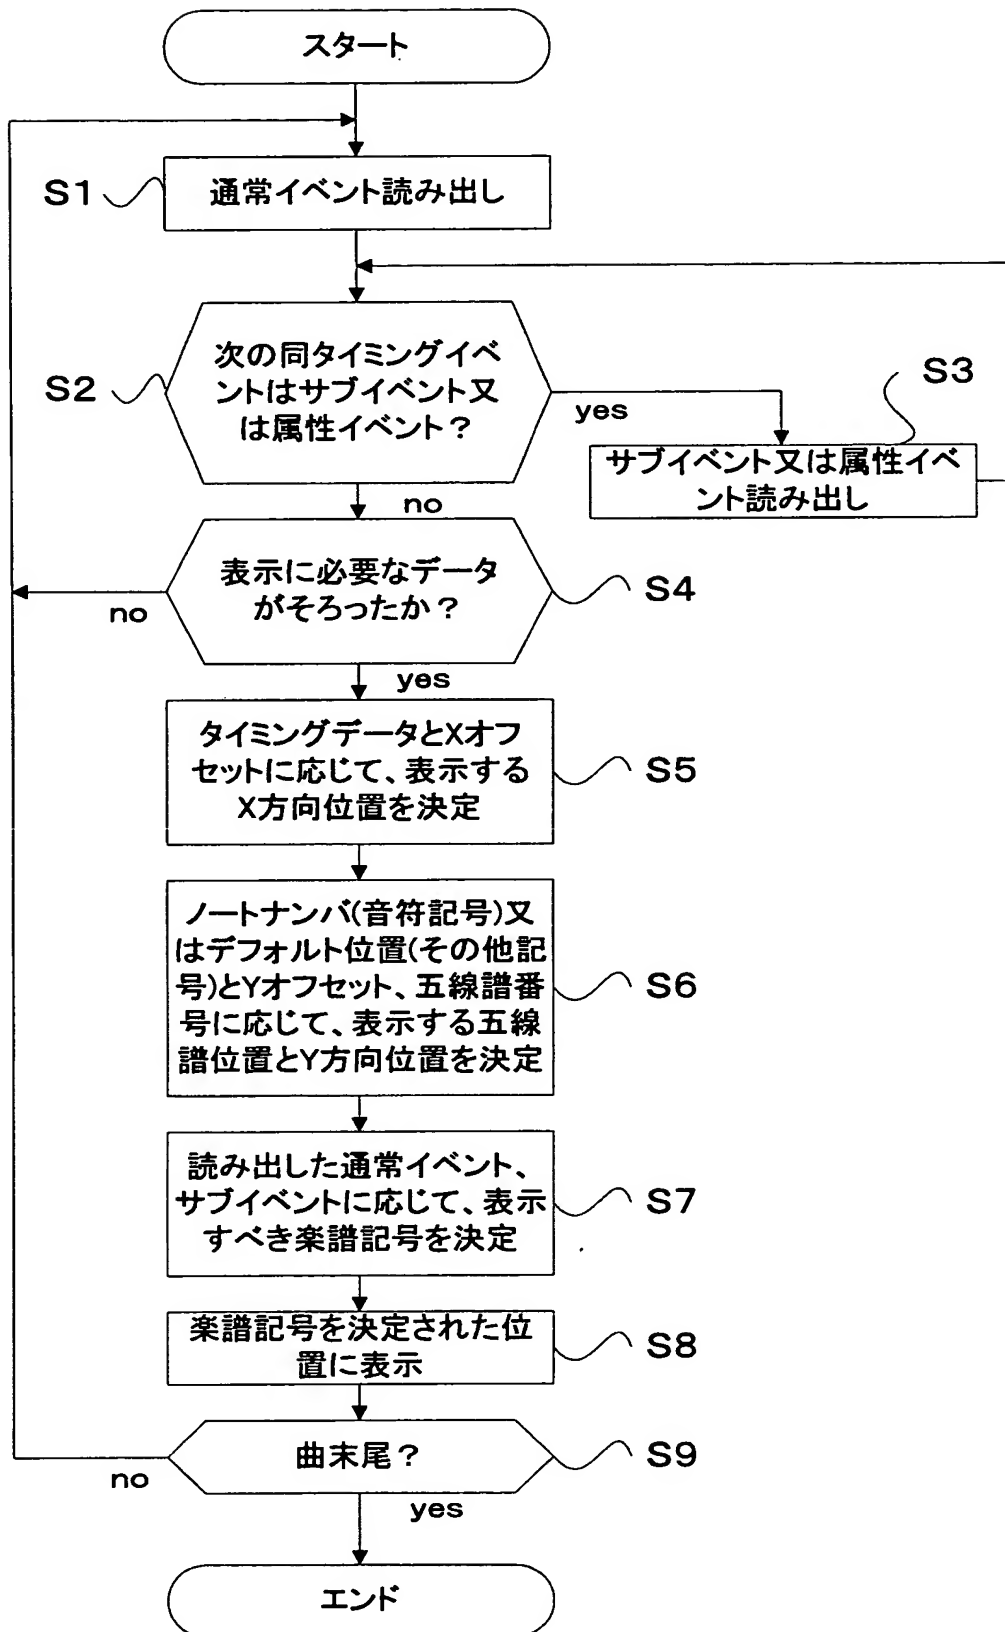 スタート
S1
通常イベント読み出し
S2
次の同タイミングイベ
ントはサブイベント又
は属性イベント？
yes
S3
サブイベント又は属性イベ
ント読み出し
no
表示に必要なデータ
がそろったか？
S4
no
yes
タイミングデータとXオフ
セットに応じて、表示する
X方向位置を決定
S5
ノートナンバ(音符記号)又
はデフォルト位置(その他記
号)とYオフセット、五線譜番
号に応じて、表示する五線
譜位置とY方向位置を決定
S6
読み出した通常イベント、
サブイベントに応じて、表示
すべき楽譜記号を決定
S7
楽譜記号を決定された位
置に表示
S8
曲末尾？
S9
no
yes
エンド